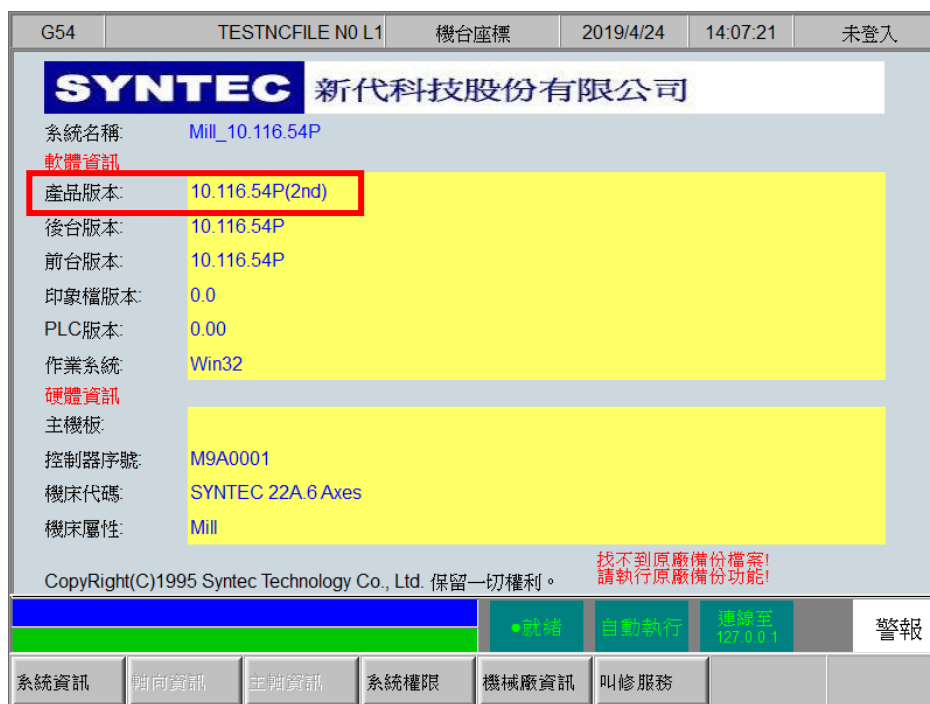 G54 TESTNCFILE N0 L1 機台座標 2019/4/24 14:07:21 未登入
SYNTEC 新代科技股份有限公司
系統名稱: Mill_10.116.54P
軟體資訊
產品版本: 10.116.54P(2nd)
後台版本: 10.116.54P
前台版本: 10.116.54P
印象檔版本: 0.0
PLC版本: 0.00
作業系統: Win32
硬體資訊
主機板:
控制器序號: M9A0001
機床代碼: SYNTEC 22A.6 Axes
機床屬性: Mill
找不到原廠備份檔案!
請執行原廠備份功能!
CopyRight(C)1995 Syntec Technology Co., Ltd. 保留一切權利。
●就緒 自動執行 連線至 127.0.0.1 警報
系統資訊 軸向資訊 主軸資訊 系統權限 機械廠資訊 叫修服務